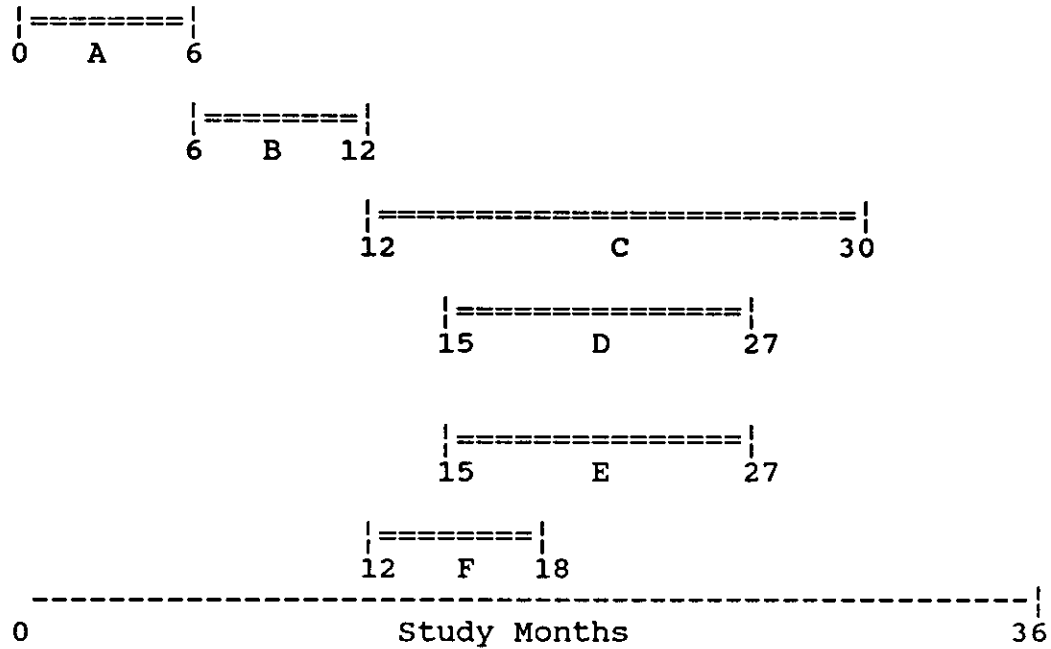 |========|
0 A 6
|========|
6 B 12
|=========================|
12 C 30
|===============|
15 D 27
|===============|
15 E 27
|========|
12 F 18
----------------------------------------------------|
0 Study Months 36